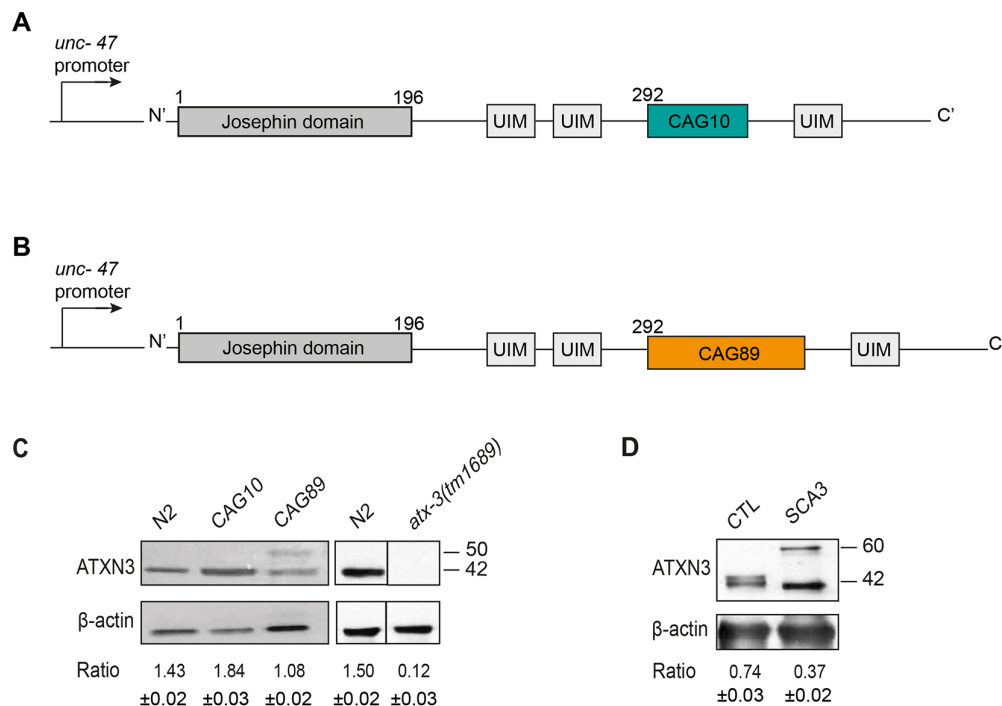 A
unc- 47
promoter
N’
1
Josephin domain
196
UIM
UIM
292
CAG10
UIM
C’
B
unc- 47
promoter
N’
1
Josephin domain
196
UIM
UIM
292
CAG89
UIM
C
C
N2
CAG10
CAG89
N2
atx-3(tm1689)
ATXN3
50
42
β-actin
Ratio 1.43 1.84 1.08 1.50 0.12
±0.02 ±0.03 ±0.02 ±0.02 ±0.03
D
CTL
SCA3
ATXN3
60
42
β-actin
Ratio 0.74 0.37
±0.03 ±0.02